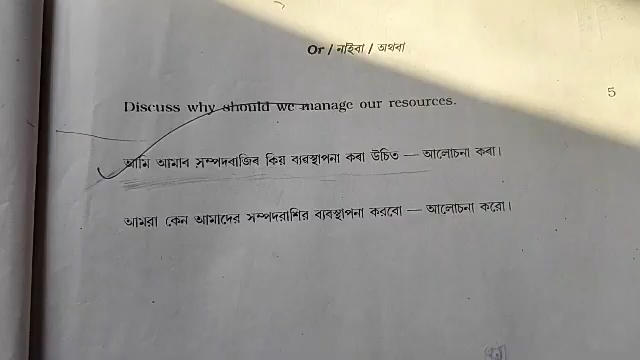 Or / নাইবা / অথবা
5
Discuss why should we manage our resources.
আমি আমাৰ সম্পদৰাজিৰ কিয় ব্যৱস্থাপনা কৰা উচিত — আলোচনা কৰা।
আমরা কেন আমাদের সম্পদরাশির ব্যবস্থাপনা করবো — আলোচনা করো।